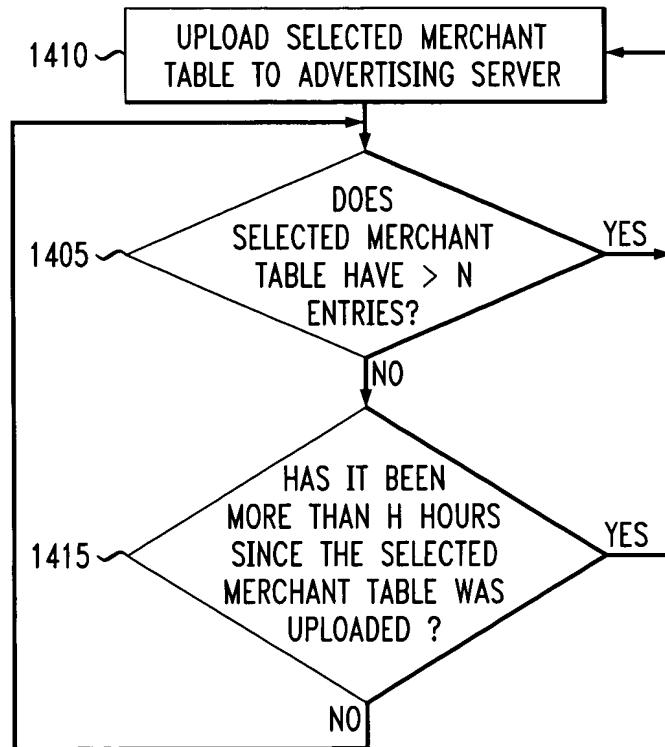 1410
UPLOAD SELECTED MERCHANT
TABLE TO ADVERTISING SERVER
1405
DOES
SELECTED MERCHANT
TABLE HAVE > N
ENTRIES?
YES
NO
1415
HAS IT BEEN
MORE THAN H HOURS
SINCE THE SELECTED
MERCHANT TABLE WAS
UPLOADED ?
YES
NO